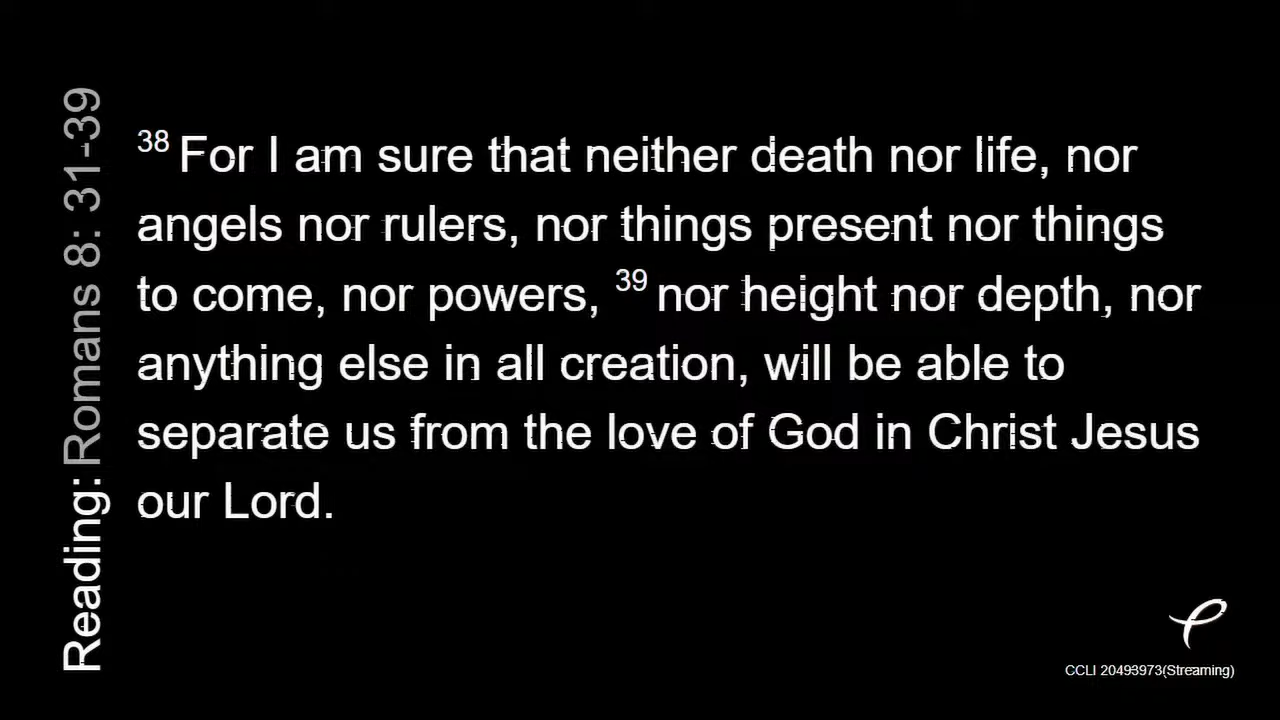 Reading: Romans 8: 31-39
38 For I am sure that neither death nor life, nor
angels nor rulers, nor things present nor things
to come, nor powers, 39 nor height nor depth, nor
anything else in all creation, will be able to
separate us from the love of God in Christ Jesus
our Lord.
CCLI 20493973(Streaming)